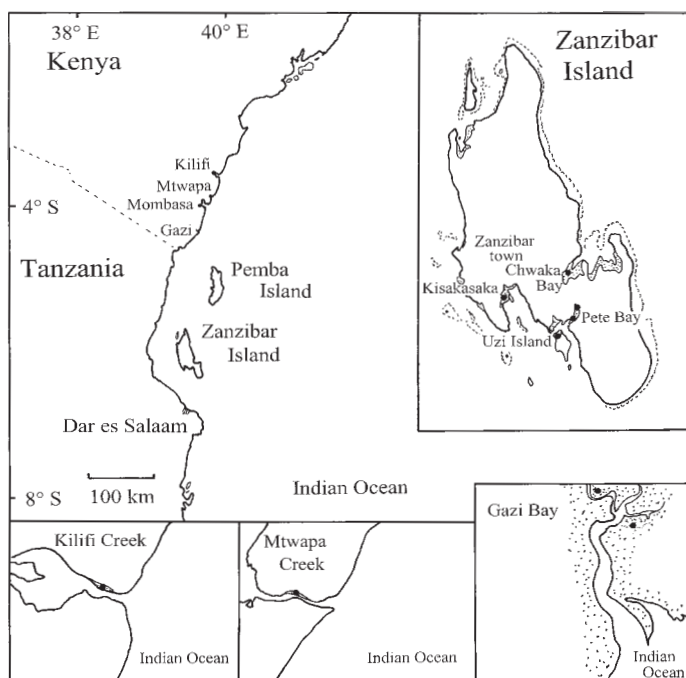 38° E
40° E
Kenya
Kilifi
Mtwapa
Mombasa
4° S
Gazi
Tanzania
Pemba
Island
Zanzibar
Island
Dar es Salaam
100 km
8° S
Indian Ocean
Zanzibar
Island
Zanzibar
town
Chwaka
Bay
Kisakasaka
Pete Bay
Uzi Island
Kilifi Creek
Indian Ocean
Mtwapa
Creek
Indian Ocean
Gazi Bay
Indian
Ocean